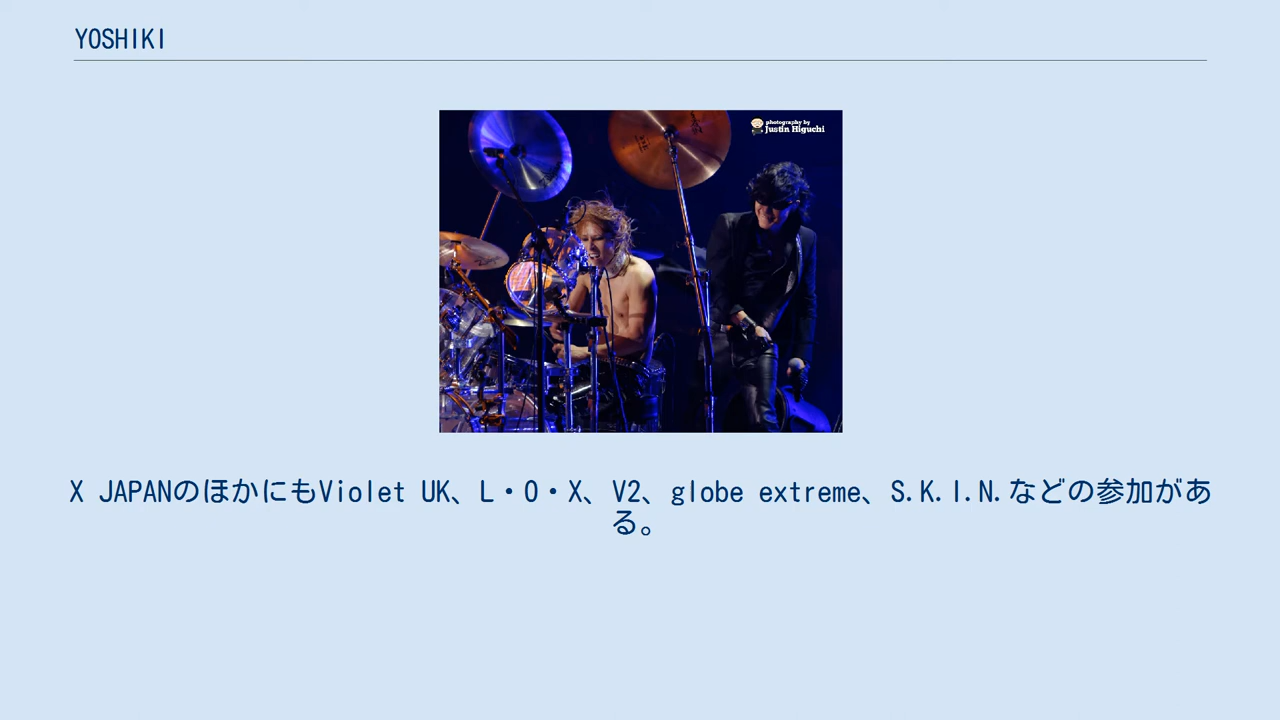 YOSHIKI
photography by
Justin Higuchi
X JAPANのほかにもViolet UK、L・O・X、V2、globe extreme、S.K.I.N.などの参加があ
る。